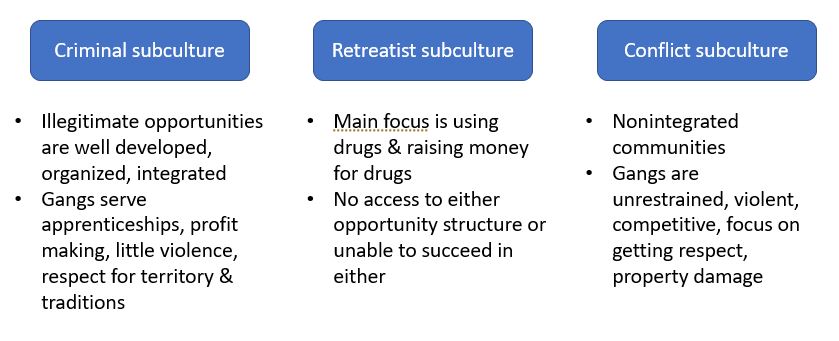 Criminal subculture
• Illegitimate opportunities
are well developed,
organized, integrated
• Gangs serve
apprenticeships, profit
making, little violence,
respect for territory &
traditions
Retreatist subculture
• Main focus is using
drugs & raising money
for drugs
• No access to either
opportunity structure or
unable to succeed in
either
Conflict subculture
• Nonintegrated
communities
• Gangs are
unrestrained, violent,
competitive, focus on
getting respect,
property damage